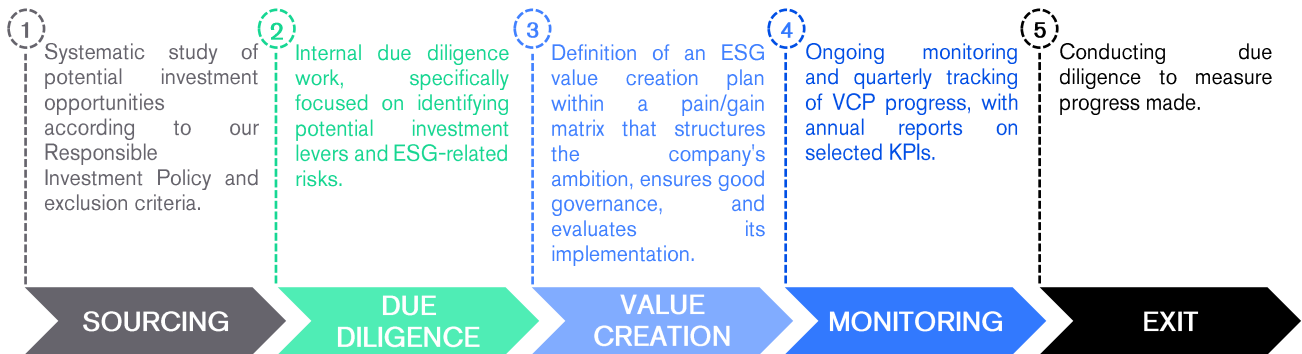 1
Systematic study of
potential investment
opportunities
according to our
Responsible
Investment Policy and
exclusion criteria.
SOURCING
2
Internal due diligence
work, specifically
focused on identifying
potential investment
levers and ESG-related
risks.
DUE
DILIGENCE
3
Definition of an ESG
value creation plan
within a pain/gain
matrix that structures
the company's
ambition, ensures good
governance, and
evaluates its
implementation.
VALUE
CREATION
4
Ongoing monitoring
and quarterly tracking
of VCP progress, with
annual reports on
selected KPIs.
MONITORING
5
Conducting due
diligence to measure
progress made.
EXIT